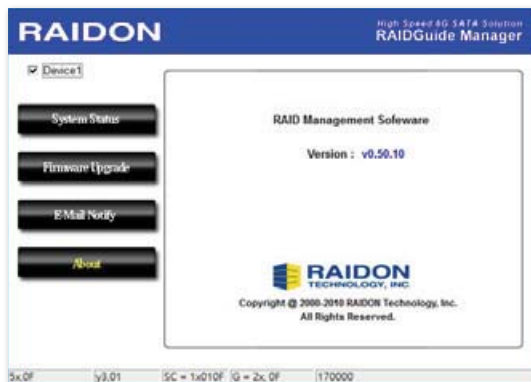 RAIDON
High Speed 6G SATA Solution
RAIDGuide Manager
Device1
System Status
Firmware Upgrade
E-Mail Notify
About
RAID Management Sofeware
Version : v0.50.10
RAIDON
TECHNOLOGY, INC
Copyright @ 2000-2010 RAIDON Technology, Inc.
All Rights Reserved.
5x,0F y3,01 SC = 1x010F G = 2x, 0F 170000